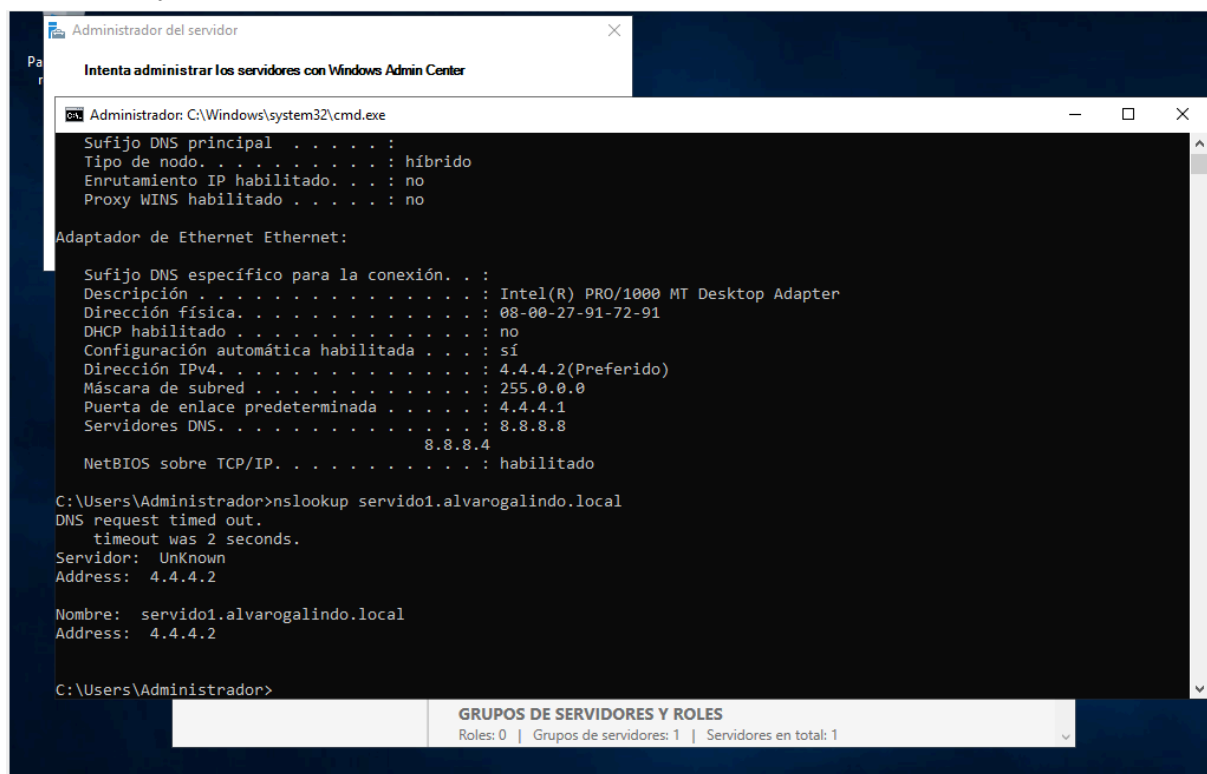 Administrador del servidor
Pa
r
Intenta administrar los servidores con Windows Admin Center
Administrador: C:\Windows\system32\cmd.exe
Sufijo DNS principal . . . . . :
Tipo de nodo. . . . . . . . . . : híbrido
Enrutamiento IP habilitado. . . : no
Proxy WINS habilitado . . . . . : no
Adaptador de Ethernet Ethernet:
Sufijo DNS específico para la conexión. . :
Descripción . . . . . . . . . . . . . . . : Intel(R) PRO/1000 MT Desktop Adapter
Dirección física. . . . . . . . . . . . . : 08-00-27-91-72-91
DHCP habilitado . . . . . . . . . . . . . : no
Configuración automática habilitada . . . : sí
Dirección IPv4. . . . . . . . . . . . . . : 4.4.4.2(Preferido)
Máscara de subred . . . . . . . . . . . . : 255.0.0.0
Puerta de enlace predeterminada . . . . . : 4.4.4.1
Servidores DNS. . . . . . . . . . . . . . : 8.8.8.8
8.8.8.4
NetBIOS sobre TCP/IP. . . . . . . . . . . : habilitado
C:\Users\Administrador>nslookup servido1.alvarogalindo.local
DNS request timed out.
timeout was 2 seconds.
Servidor: UnKnown
Address: 4.4.4.2
Nombre: servido1.alvarogalindo.local
Address: 4.4.4.2
C:\Users\Administrador>
GRUPOS DE SERVIDORES Y ROLES
Roles: 0 | Grupos de servidores: 1 | Servidores en total: 1